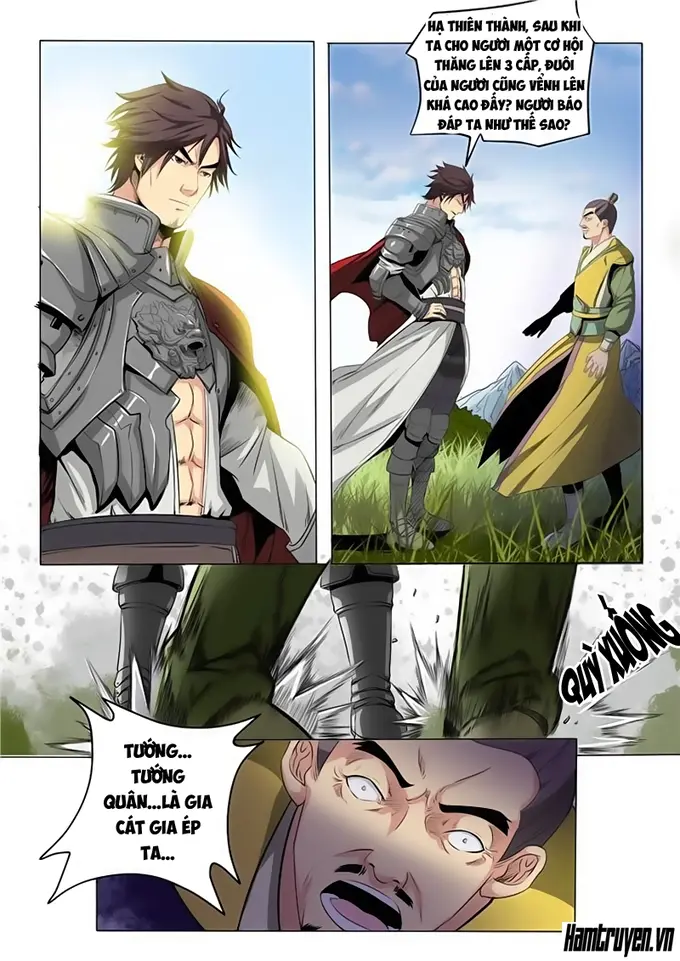 HẠ THIÊN THÀNH, SAU KHI
TA CHO NGƯƠI MỘT CƠ HỘI
THĂNG LÊN 3 CẤP, ĐUÔI
CỦA NGƯƠI CŨNG VỂNH LÊN
KHÁ CAO ĐẤY? NGƯƠI BÁO
ĐÁP TA NHƯ THẾ SAO?
QUỲ XUỐNG
TƯỚNG...
TƯỚNG
QUÂN...LÀ GIA
CÁT GIA ÉP
TA...
Hamtruyen.vn